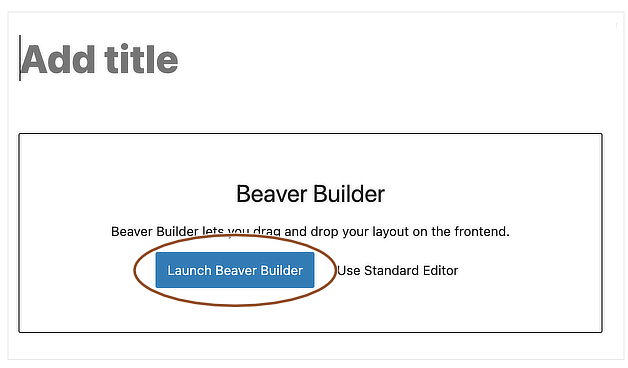 Add title
Beaver Builder
Beaver Builder lets you drag and drop your layout on the frontend.
Launch Beaver Builder Use Standard Editor